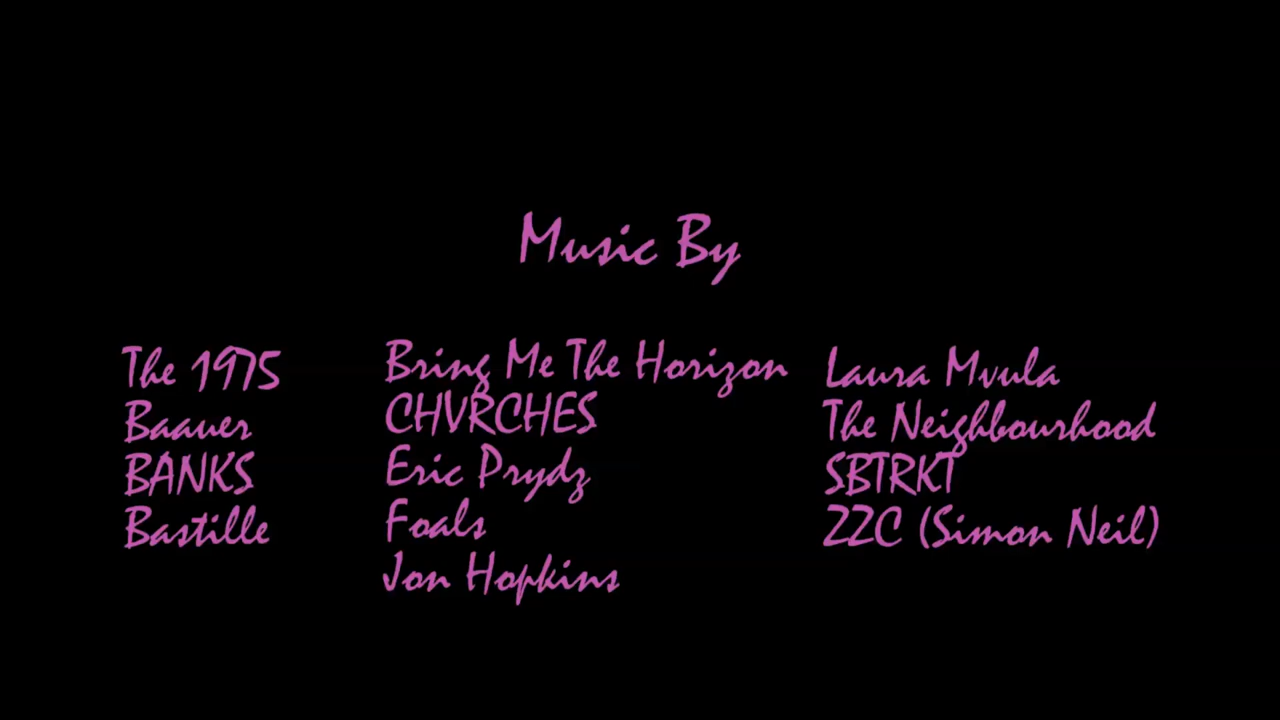 Music By
The 1975
Baauer
BANKS
Bastille
Bring Me The Horizon
CHVRCHES
Eric Prydz
Foals
Jon Hopkins
Laura Mvula
The Neighbourhood
SBTRKT
ZZC (Simon Neil)